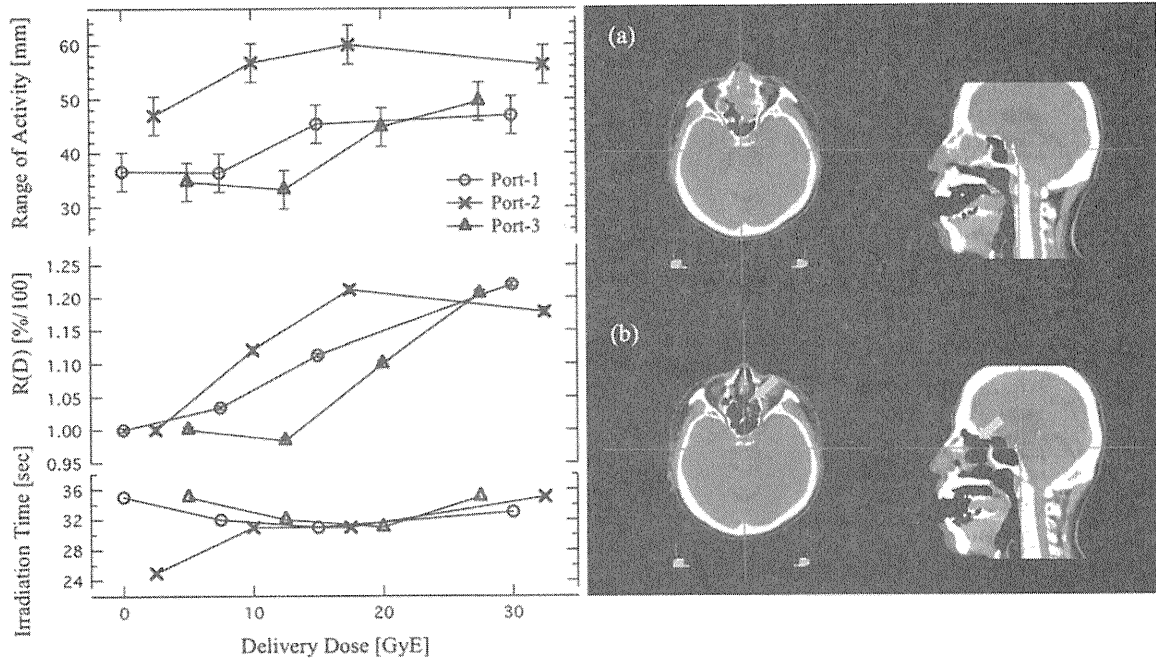 Range of Activity [mm]
60
50
40
30
Port-1
Port-2
Port-3
R(D) [%/100]
1.25
1.20
1.15
1.10
1.05
1.00
0.95
Irradiation Time [sec]
36
32
28
24
0
10
20
30
Delivery Dose [GyE]
(a)
(b)